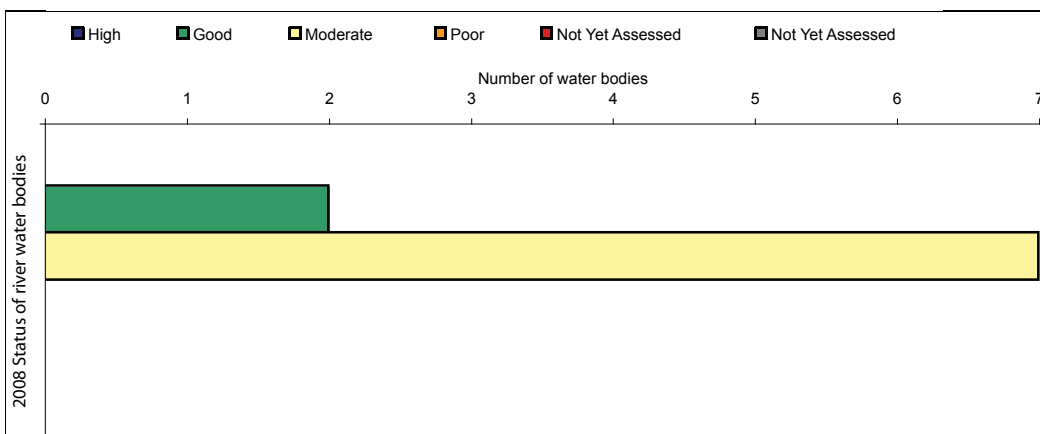 High Good Moderate Poor Not Yet Assessed Not Yet Assessed
Number of water bodies
0 1 2 3 4 5 6 7
2008 Status of river water bodies